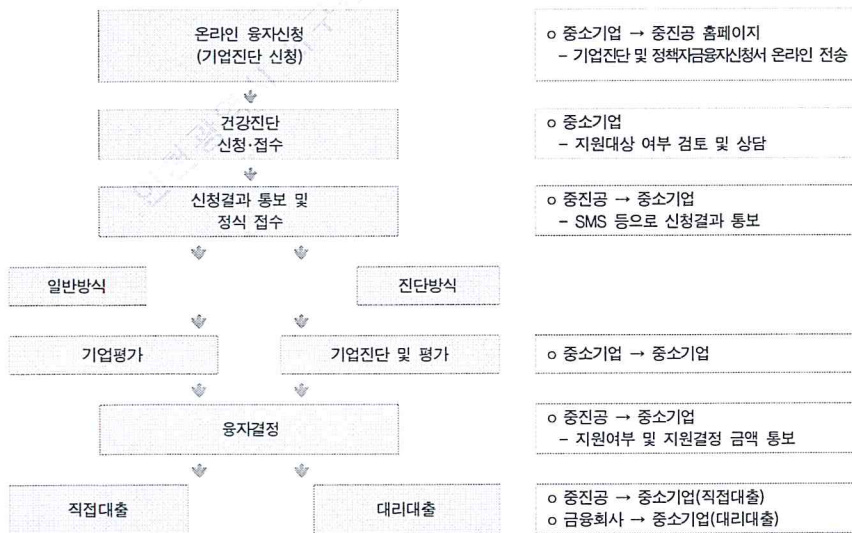 온라인 융자신청
(기업진단 신청)
o 중소기업 → 중진공 홈페이지
- 기업진단 및 정책자금융자신청서 온라인 전송
건강진단
신청·접수
o 중소기업
- 지원대상 여부 검토 및 상담
신청결과 통보 및
정식 접수
o 중진공 → 중소기업
- SMS 등으로 신청결과 통보
일반방식
진단방식
기업평가
기업진단 및 평가
o 중소기업 → 중소기업
융자결정
o 중진공 → 중소기업
- 지원여부 및 지원결정 금액 통보
직접대출
대리대출
o 중진공 → 중소기업(직접대출)
o 금융회사 → 중소기업(대리대출)